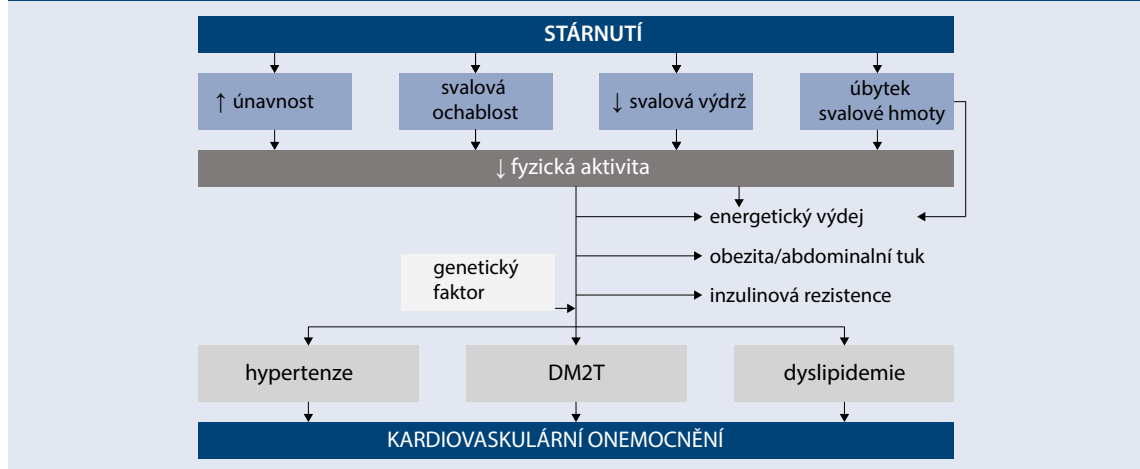 STÁRNUTÍ
↑ únavnost
svalová
ochablost
↓ svalová výdrž
úbytek
svalové hmoty
↓ fyzická aktivita
energetický výdej
obezita/abdominalní tuk
genetický
faktor
inzulinová rezistence
hypertenze
DM2T
dyslipidemie
KARDIOVASKULÁRNÍ ONEMOCNĚNÍ